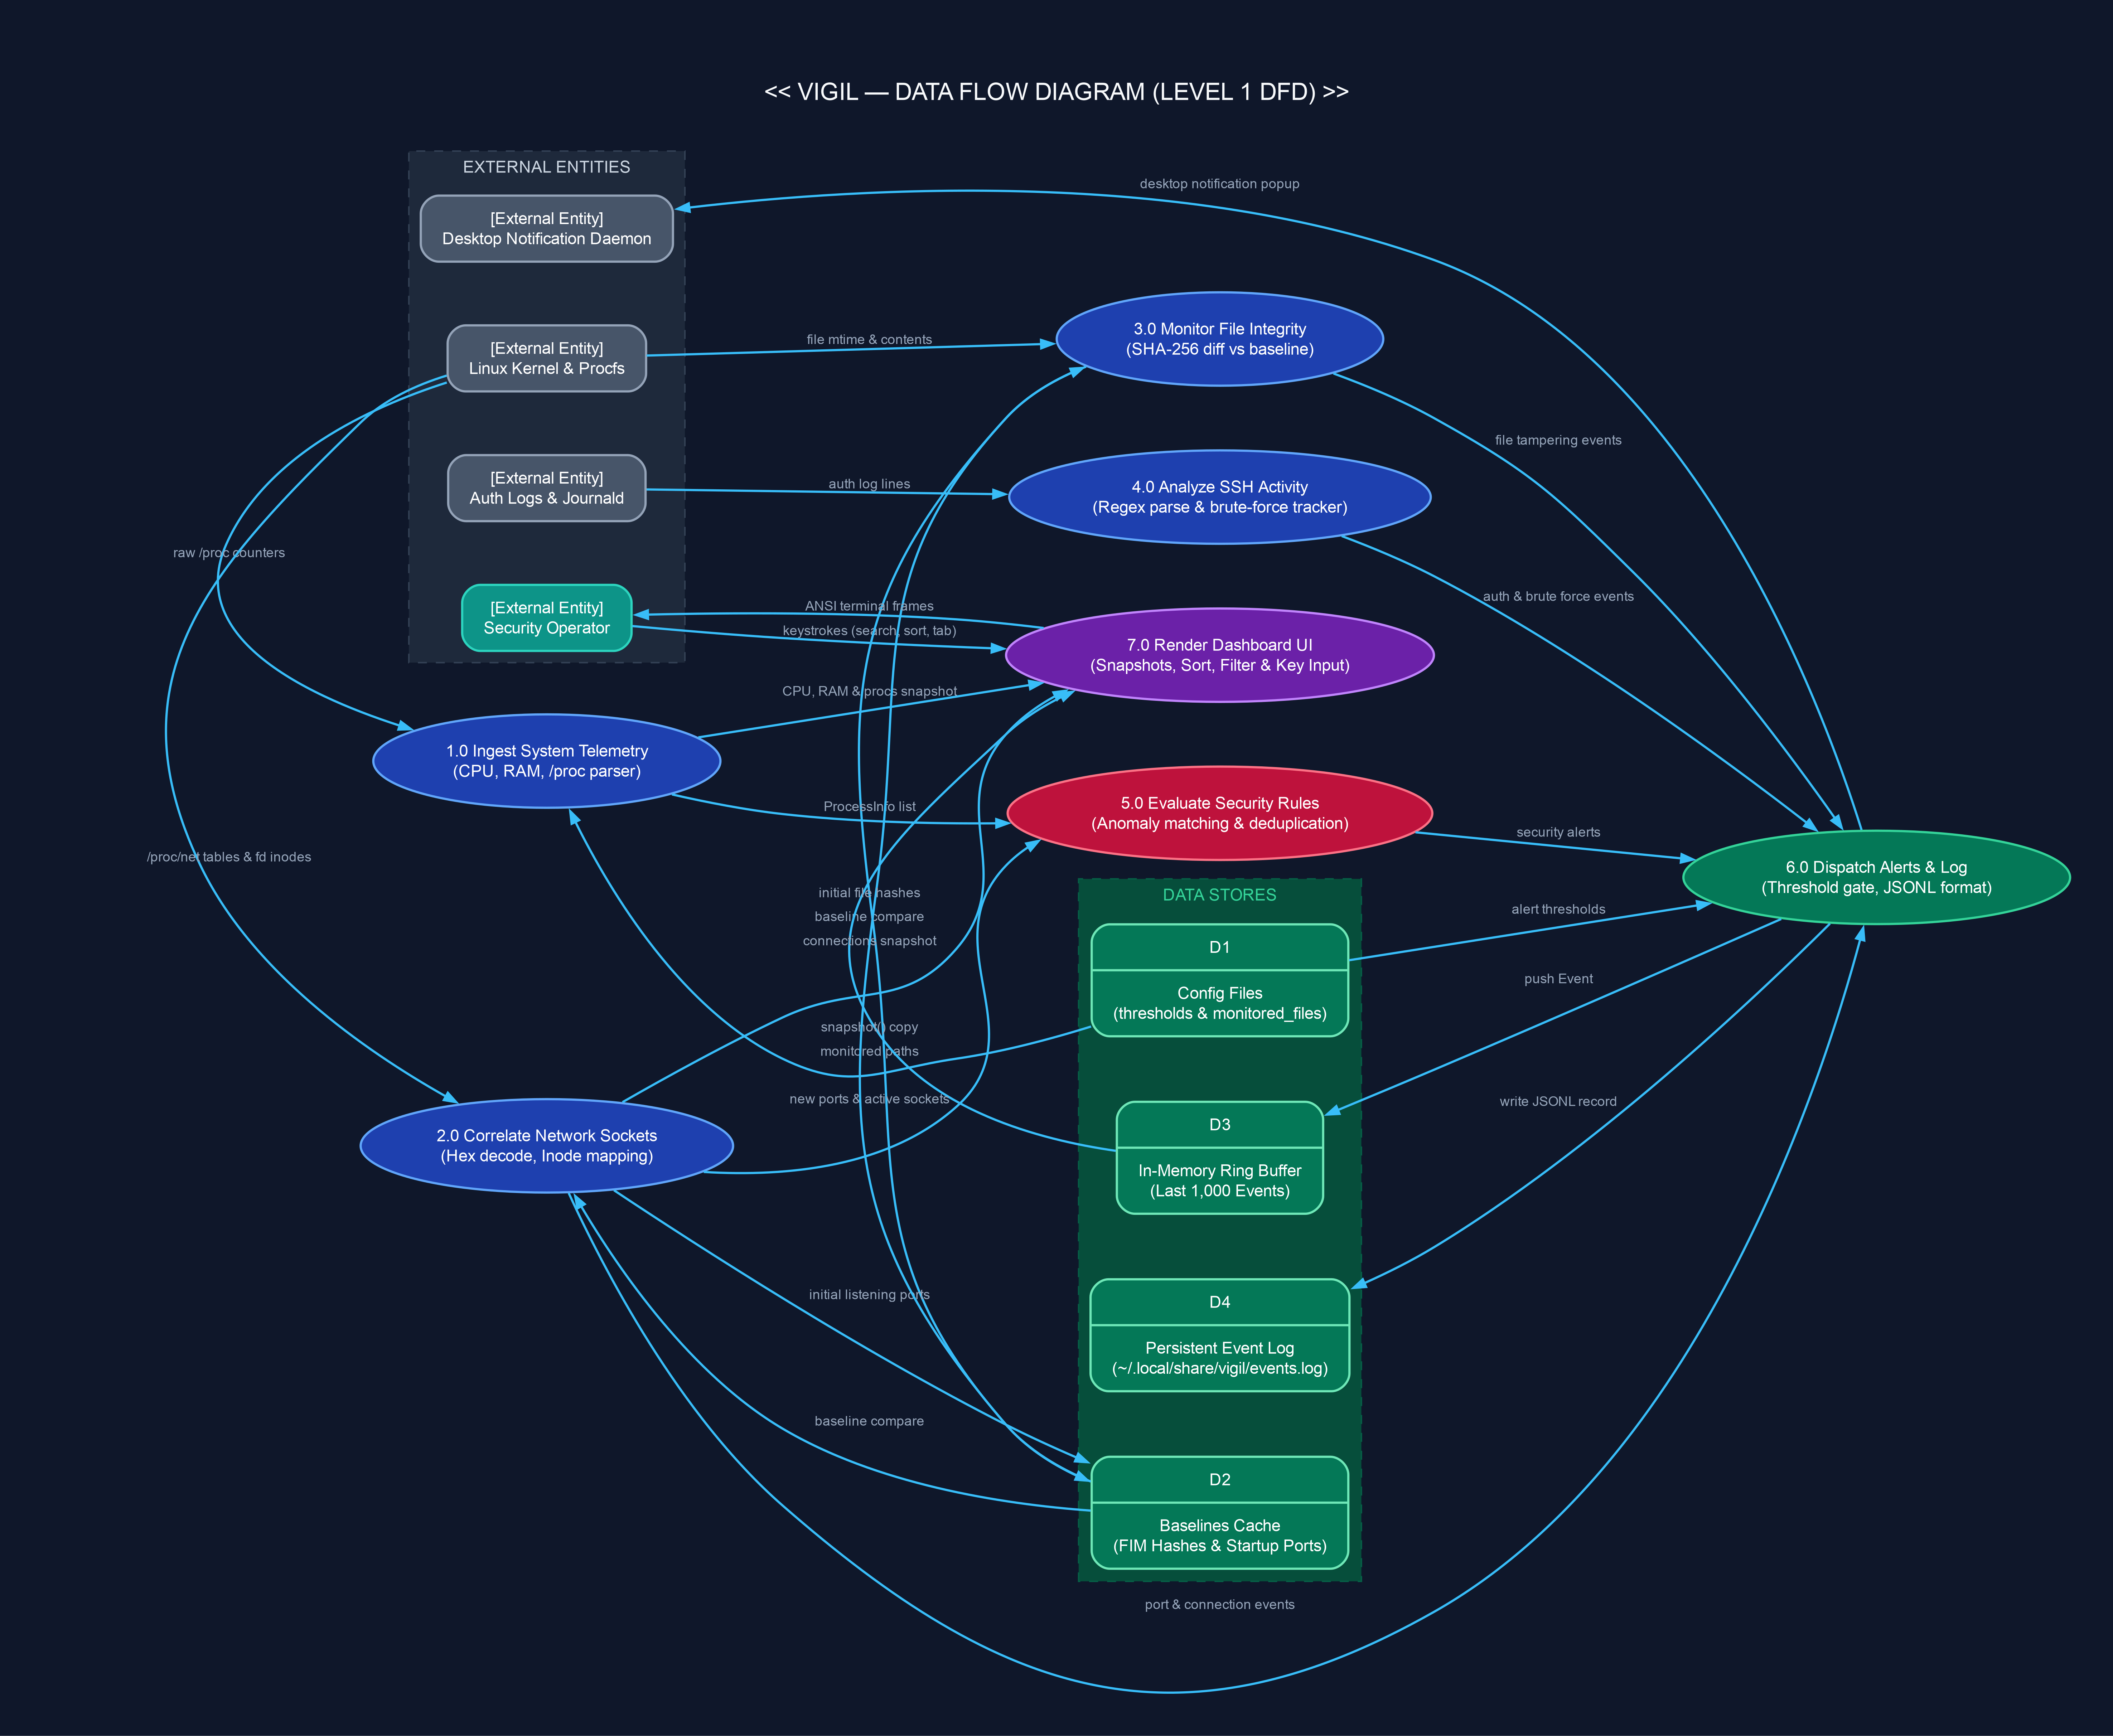 << VIGIL — DATA FLOW DIAGRAM (LEVEL 1 DFD) >>
EXTERNAL ENTITIES
[External Entity]
Desktop Notification Daemon
[External Entity]
Linux Kernel & Procfs
[External Entity]
Auth Logs & Journald
[External Entity]
Security Operator
desktop notification popup
file mtime & contents
auth log lines
ANSI terminal frames
keystrokes (search, sort, tab)
raw /proc counters
/proc/net tables & fd inodes
3.0 Monitor File Integrity
(SHA-256 diff vs baseline)
4.0 Analyze SSH Activity
(Regex parse & brute-force tracker)
7.0 Render Dashboard UI
(Snapshots, Sort, Filter & Key Input)
file tampering events
auth & brute force events
1.0 Ingest System Telemetry
(CPU, RAM, /proc parser)
CPU, RAM & procs snapshot
ProcessInfo list
5.0 Evaluate Security Rules
(Anomaly matching & deduplication)
security alerts
6.0 Dispatch Alerts & Log
(Threshold gate, JSONL format)
initial file hashes
baseline compare
connections snapshot
snapshot() copy
monitored paths
new ports & active sockets
DATA STORES
D1
Config Files
(thresholds & monitored_files)
alert thresholds
push Event
write JSONL record
2.0 Correlate Network Sockets
(Hex decode, Inode mapping)
D3
In-Memory Ring Buffer
(Last 1,000 Events)
initial listening ports
D4
Persistent Event Log
(~/.local/share/vigil/events.log)
baseline compare
D2
Baselines Cache
(FIM Hashes & Startup Ports)
port & connection events